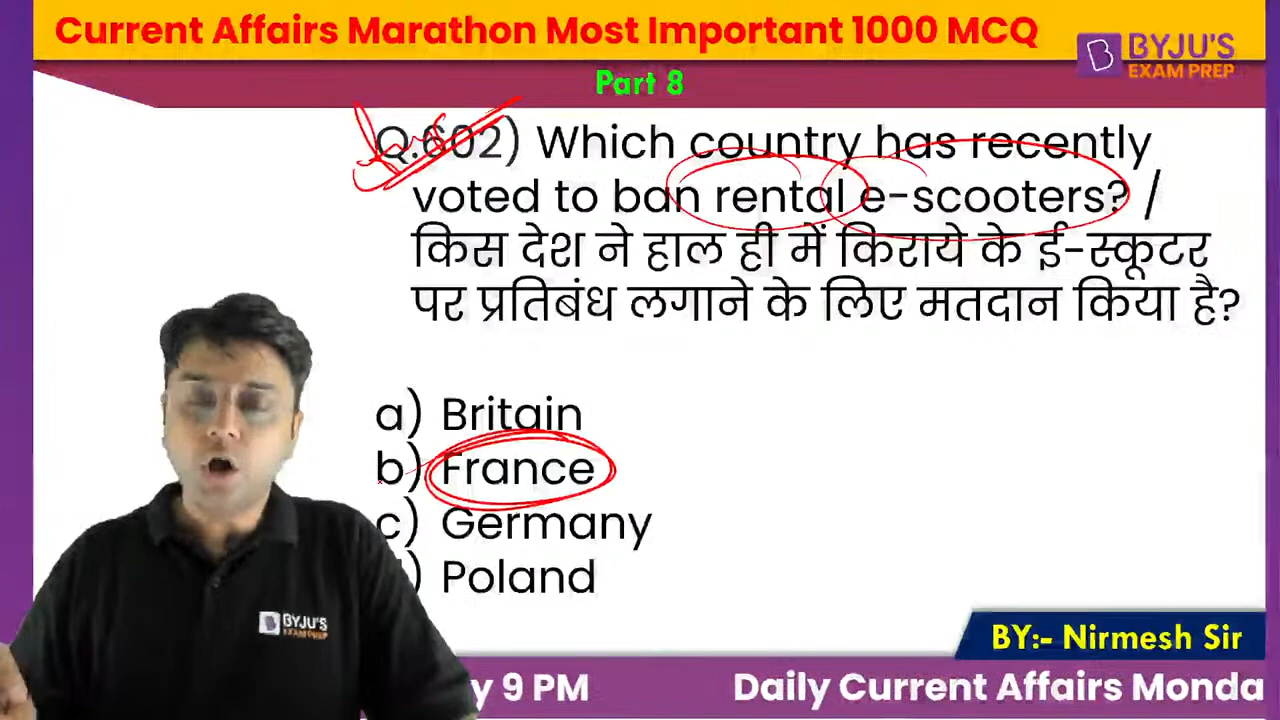 Current Affairs Marathon Most Important 1000 MCQ
BYJU'S
EXAM PREP
Part 8
Q.602) Which country has recently
voted to ban rental e-scooters? /
किस देश ने हाल ही में किराये के ई-स्कूटर
पर प्रतिबंध लगाने के लिए मतदान किया है?
a) Britain
b) France
c) Germany
) Poland
BYJU'S
EXAM PREP
BY:- Nirmesh Sir
y 9 PM
Daily Current Affairs Monda